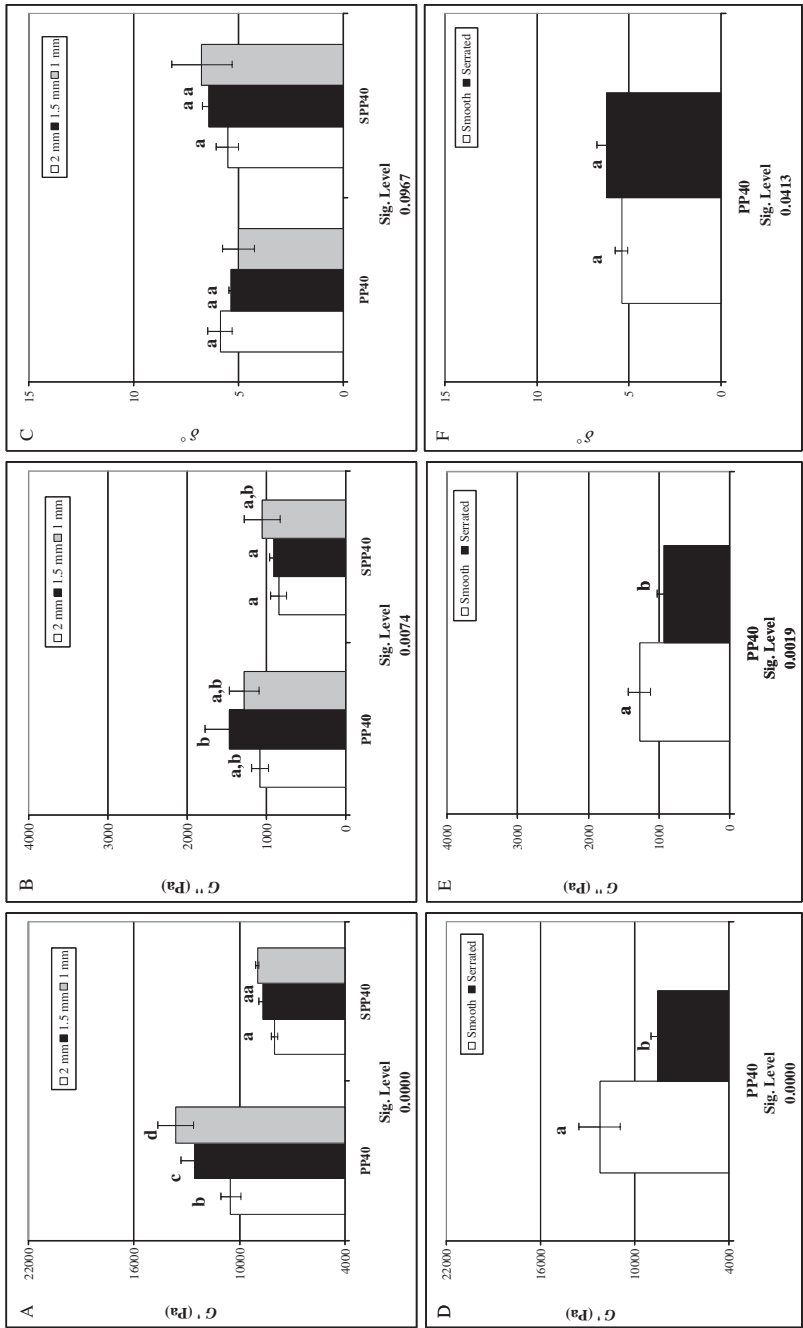 A
2 mm 1.5 mm 1 mm
G' (Pa)
22000
16000
10000
4000
b
c
d
a
aa
PP40
SPP40
Sig. Level
0.0000
B
2 mm 1.5 mm 1 mm
G'' (Pa)
4000
3000
2000
1000
0
a,b
b
a,b
a
a
a,b
PP40
SPP40
Sig. Level
0.0074
C
2 mm 1.5 mm 1 mm
δ°
15
10
5
0
a
a a
a
a a
PP40
SPP40
Sig. Level
0.0967
D
Smooth Serrated
G' (Pa)
22000
16000
10000
4000
a
b
PP40
Sig. Level
0.0000
E
Smooth Serrated
G'' (Pa)
4000
3000
2000
1000
0
a
b
PP40
Sig. Level
0.0019
F
Smooth Serrated
δ°
15
10
5
0
a
a
PP40
Sig. Level
0.0413